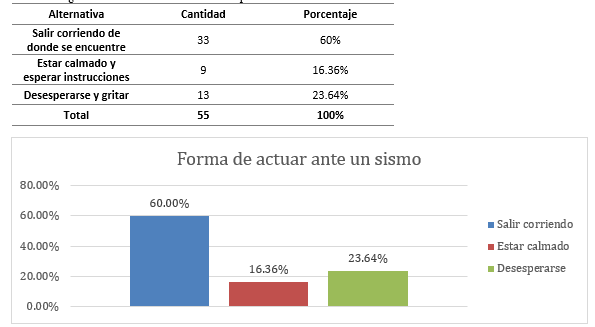 Alternativa Cantidad Porcentaje
Salir corriendo de
donde se encuentre 33 60%
Estar calmado y
esperar instrucciones 9 16.36%
Desesperarse y gritar 13 23.64%
Total 55 100%
Forma de actuar ante un sismo
80.00%
60.00%
40.00%
20.00%
0.00%
60.00%
16.36%
23.64%
Salir corriendo
Estar calmado
Desesperarse